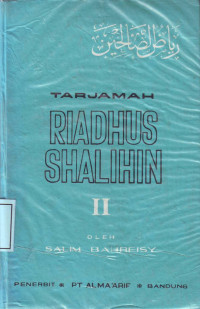 رياض الصالحين
TARJAMAH
RIADHUS
SHALIHIN
II
OLEH
SALIM BAHREISY
PENERBIT * PT ALMA'ARIF * BANDUNG